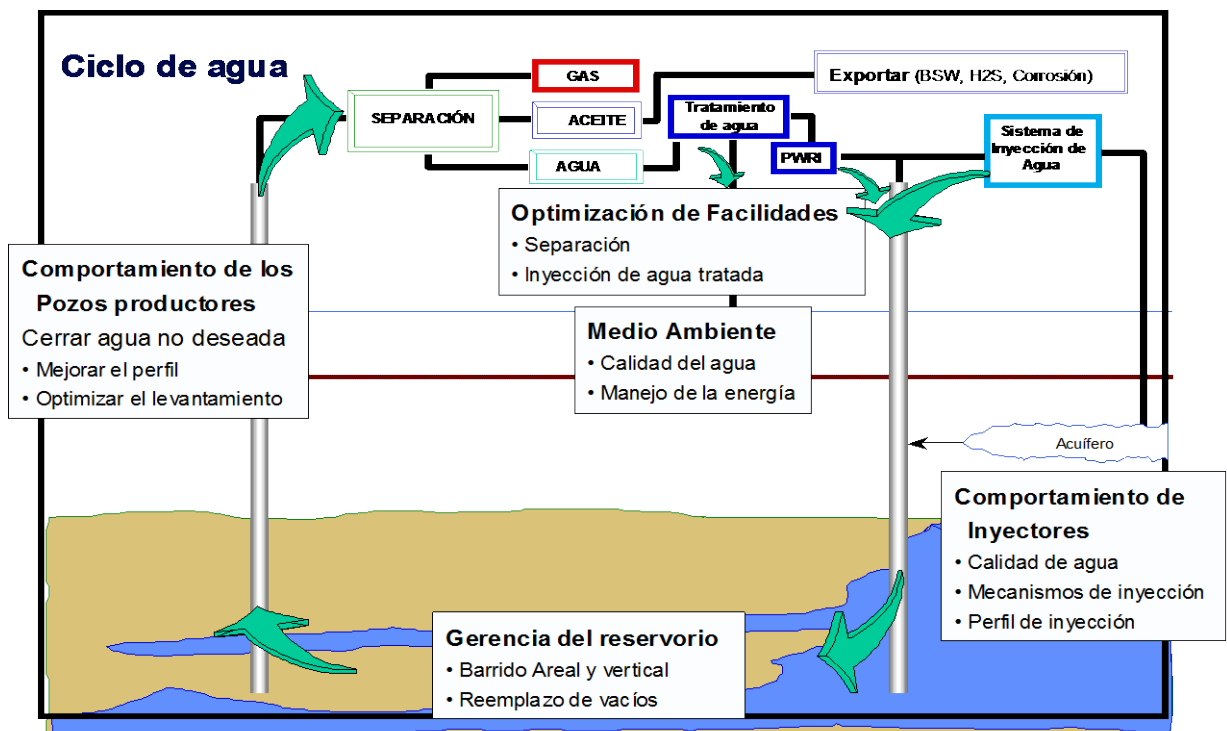 Ciclo de agua
GAS
Exportar (BSW, H2S, Corrosión)
SEPARACIÓN
ACEITE
Tratamiento
de agua
AGUA
PWRI
Sistema de
Inyección de
Agua
Optimización de Facilidades
• Separación
• Inyección de agua tratada
Comportamiento de los
Pozos productores
Cerrar agua no deseada
• Mejorar el perfil
• Optimizar el levantamiento
Medio Ambiente
• Calidad del agua
• Manejo de la energía
Acuífero
Comportamiento de
Inyectores
• Calidad de agua
• Mecanismos de inyección
• Perfil de inyección
Gerencia del reservorio
• Barrido Areal y vertical
• Reemplazo de vacíos